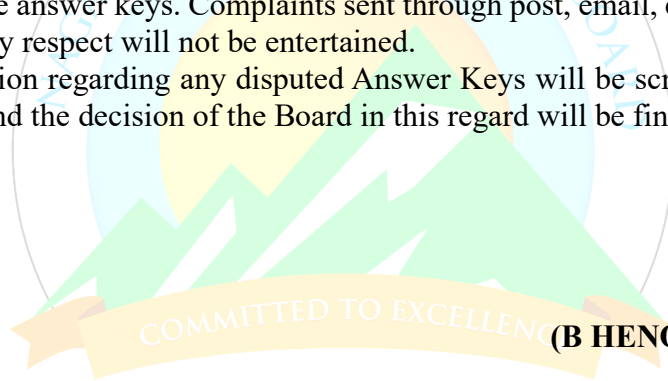 e answer keys. Complaints sent through post, email,
y respect will not be entertained.
ion regarding any disputed Answer Keys will be scr
nd the decision of the Board in this regard will be fin
COMMITTED TO EXCELLENC
(B HENO